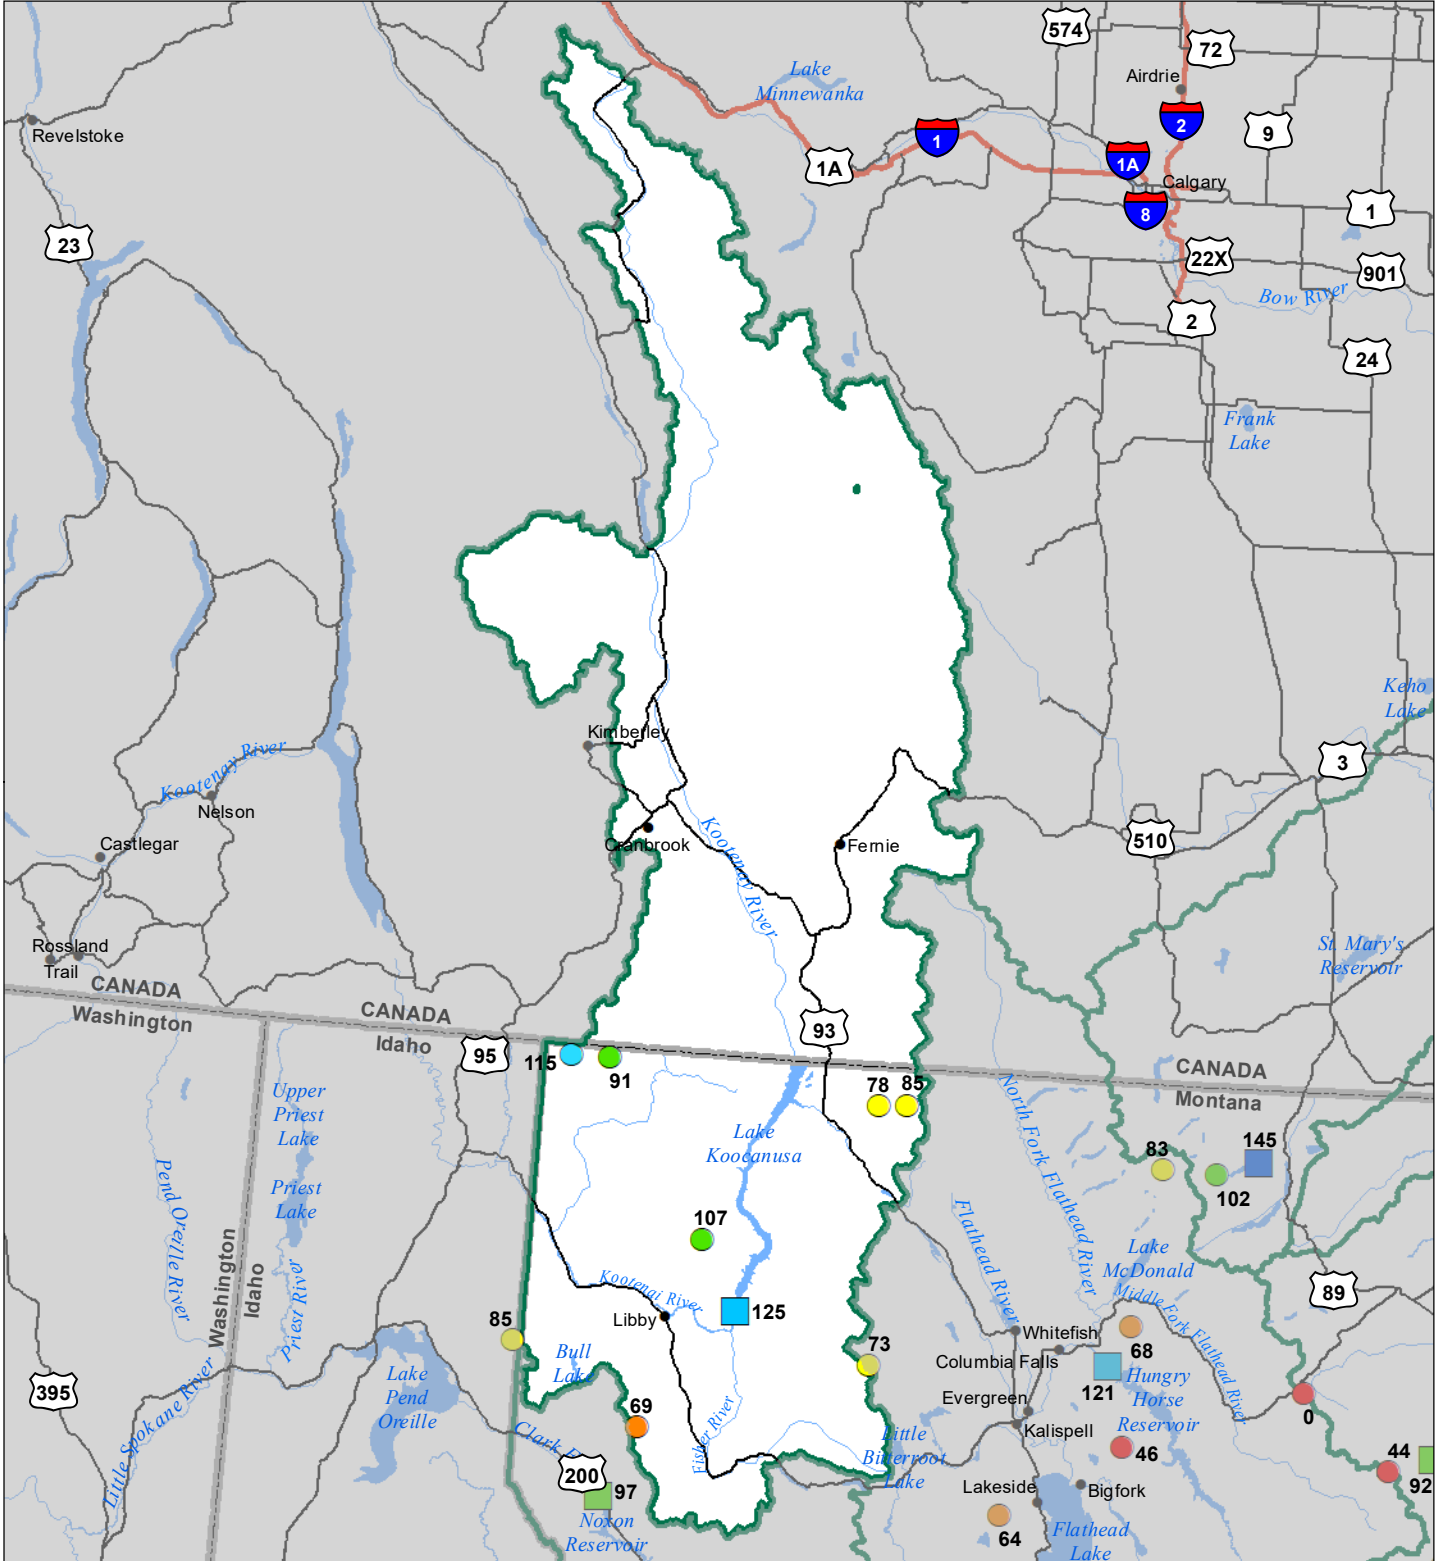 574
72
Airdrie
Lake
Minnewanka
2
9
1
1A
1A
Revelstoke
Calgary
8
1
23
22X
901
Bow River
2
24
Frank
Lake
Keho
Lake
Kimberley
Kootenay River
3
Nelson
Castlegar
Cranbrook
Kootenay River
Fernie
510
Rossland
Trail
St. Mary's
Reservoir
CANADA
Washington
CANADA
Idaho
95
93
115
91
78
85
CANADA
Montana
Upper
Priest
Lake
North Fork Flathead River
Lake
Koocanusa
83
145
102
Pend Oreille River
Priest
Lake
107
Flathead River
Lake
McDonald
Washington
Idaho
Priest River
Kootenai River
125
Middle Fork Flathead River
89
Libby
85
Whitefish
68
Columbia Falls
73
Bull
Lake
121
Hungry
Horse
Reservoir
395
Lake
Pend
Oreille
Little Spokane River
Evergreen
0
69
Kalispell
Fisher River
Clark F
Little
Bitterroot
Lake
46
44
92
200
97
Lakeside
Bigfork
Noxon
Reservoir
64
Flathead
Lake